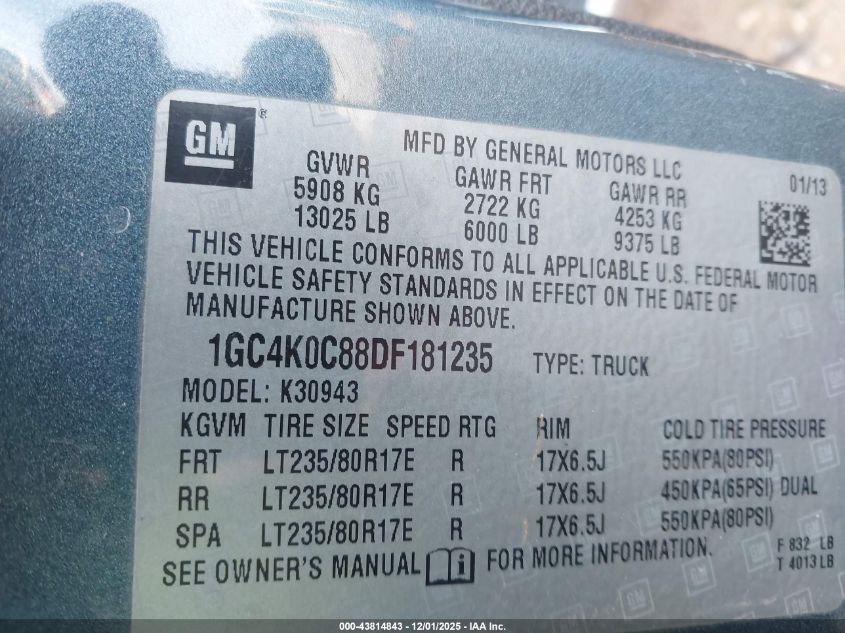 GM ®
MFD BY GENERAL MOTORS LLC
01/13
GVWR GAWR FRT GAWR RR
5908 KG 2722 KG 4253 KG
13025 LB 6000 LB 9375 LB
THIS VEHICLE CONFORMS TO ALL APPLICABLE U.S. FEDERAL MOTOR
VEHICLE SAFETY STANDARDS IN EFFECT ON THE DATE OF
MANUFACTURE SHOWN ABOVE.
1GC4K0C88DF181235 TYPE: TRUCK
MODEL: K30943
KGVM TIRE SIZE SPEED RTG RIM COLD TIRE PRESSURE
FRT LT235/80R17E R 17X6.5J 550KPA(80PSI)
RR LT235/80R17E R 17X6.5J 450KPA(65PSI) DUAL
SPA LT235/80R17E R 17X6.5J 550KPA(80PSI)
SEE OWNER'S MANUAL i FOR MORE INFORMATION.
F 832 LB
T 4013 LB
000-43814843 / 12/01/2025 - IAA Inc.